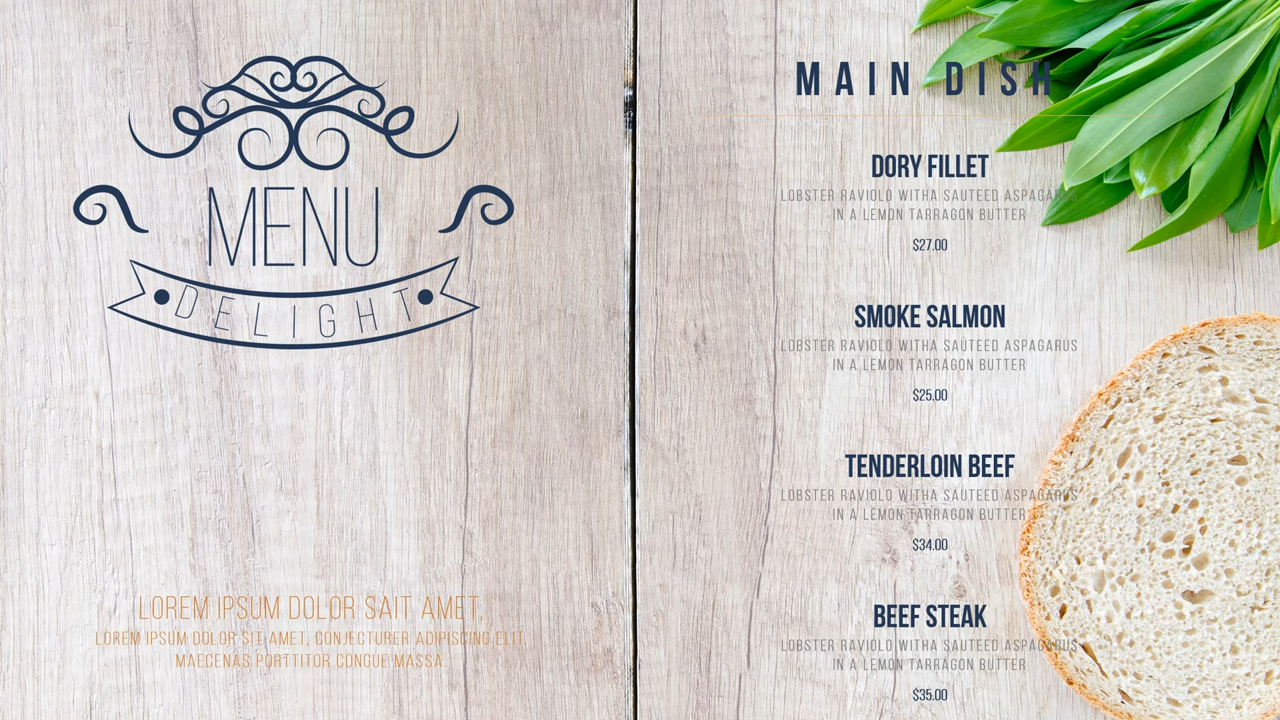 MENU
DELIGHT
LOREM IPSUM DOLOR SAIT AMET,
LOREM IPSUM DOLOR SIT AMET, CONJECTURER ADIPISCING ELIT.
MAECENAS PORTTITOR CONGUE MASSA.
MAIN DISH
DORY FILLET
LOBSTER RAVIOLO WITHA SAUTEED ASPAGARUS
IN A LEMON TARRAGON BUTTER
$27.00
SMOKE SALMON
LOBSTER RAVIOLO WITHA SAUTEED ASPAGARUS
IN A LEMON TARRAGON BUTTER
$25.00
TENDERLOIN BEEF
LOBSTER RAVIOLO WITHA SAUTEED ASPAGARUS
IN A LEMON TARRAGON BUTTER
$34.00
BEEF STEAK
LOBSTER RAVIOLO WITHA SAUTEED ASPAGARUS
IN A LEMON TARRAGON BUTTER
$35.00